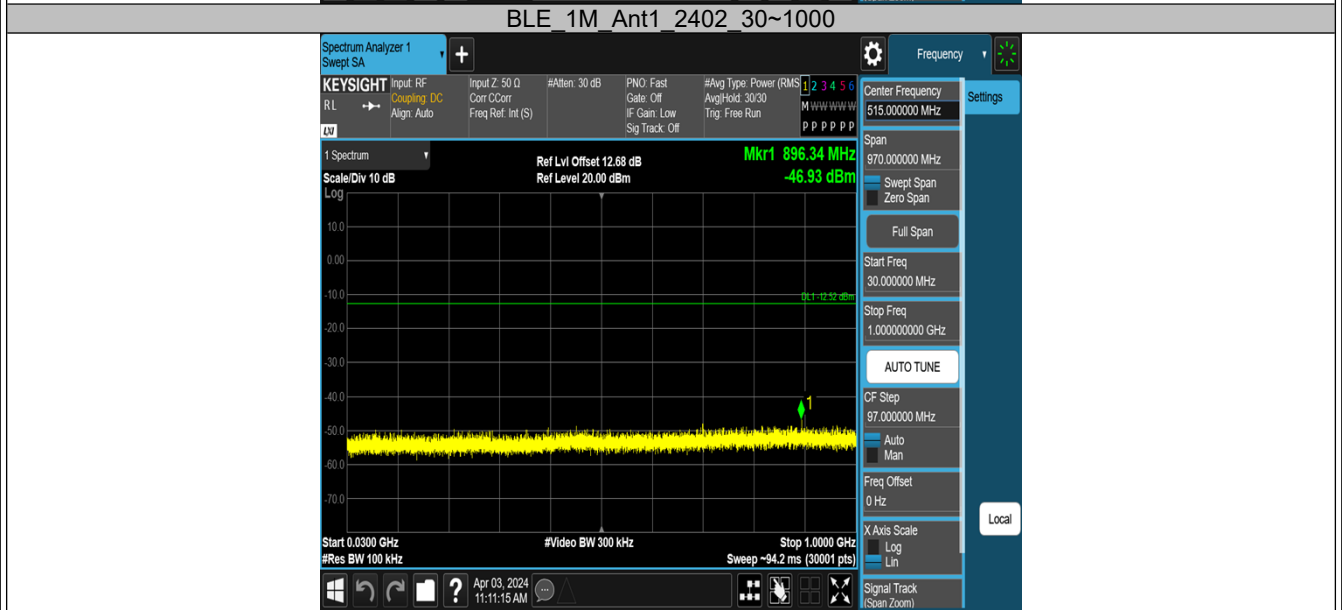 BLE_1M_Ant1_2402_30~1000
Spectrum Analyzer 1
Swept SA
+
Frequency
KEYSIGHT
RL
LXI
Input: RF
Coupling: DC
Align: Auto
Input Z: 50 Ω
Corr CCorr
Freq Ref: Int (S)
#Atten: 30 dB
PNO: Fast
Gate: Off
IF Gain: Low
Sig Track: Off
#Avg Type: Power (RMS
Avg|Hold: 30/30
Trig: Free Run
1 2 3 4 5 6
M W W W W W
P P P P P P
Center Frequency
515.000000 MHz
Settings
Span
970.000000 MHz
Swept Span
Zero Span
Full Span
Start Freq
30.000000 MHz
Stop Freq
1.000000000 GHz
AUTO TUNE
CF Step
97.000000 MHz
Auto
Man
Freq Offset
0 Hz
X Axis Scale
Log
Lin
Signal Track
(Span Zoom)
Local
1 Spectrum
Scale/Div 10 dB
Ref Lvl Offset 12.68 dB
Ref Level 20.00 dBm
Mkr1 896.34 MHz
-46.93 dBm
Log
10.0
0.00
-10.0
DL1 -12.52 dBm
-20.0
-30.0
-40.0
1
-50.0
-60.0
-70.0
Start 0.0300 GHz
#Video BW 300 kHz
Stop 1.0000 GHz
#Res BW 100 kHz
Sweep ~94.2 ms (30001 pts)
?
Apr 03, 2024
11:11:15 AM